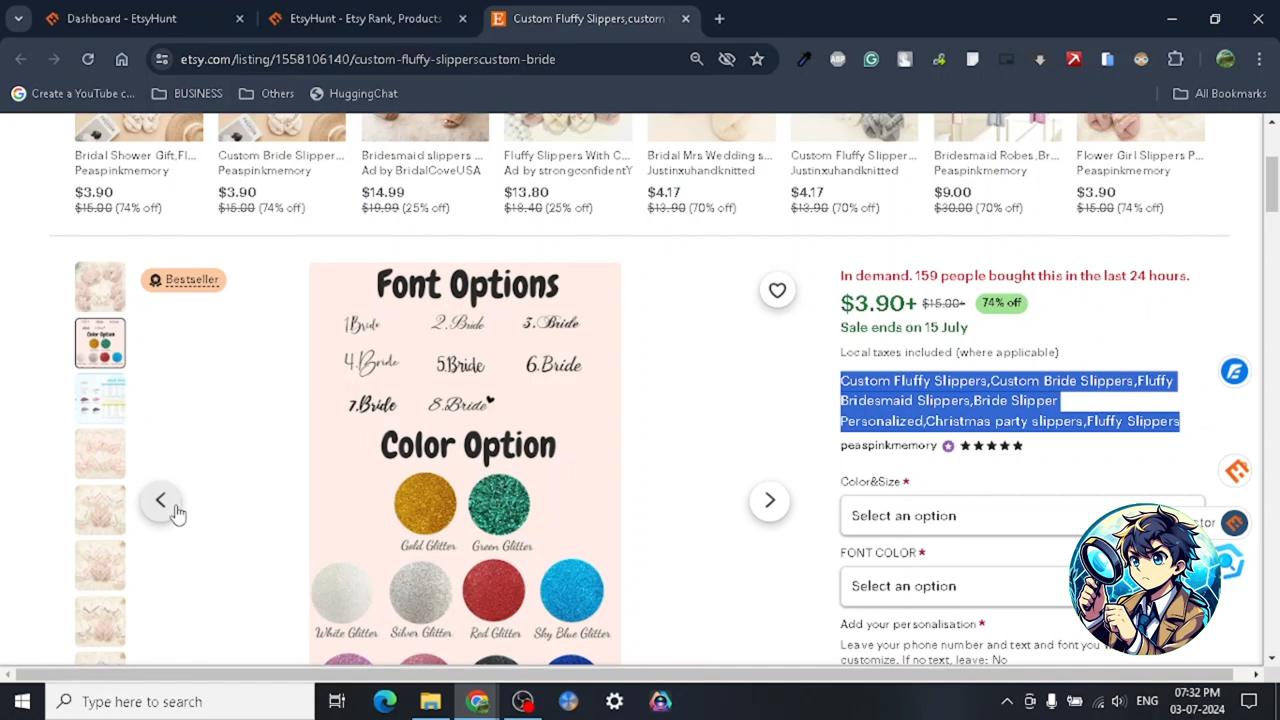 Dashboard - EtsyHunt
EtsyHunt - Etsy Rank, Products
Custom Fluffy Slippers,custom
etsy.com/listing/1558106140/custom-fluffy-slipperscustom-bride
Create a YouTube c...
BUSINESS
Others
HuggingChat
All Bookmarks
Bridal Shower Gift,Fl...
Peaspinkmemory
$3.90
$15.00 (74% off)
Custom Bride Slipper...
Peaspinkmemory
$3.90
$15.00 (74% off)
Bridesmaid slippers ...
Ad by BridalCoveUSA
$14.99
$19.99 (25% off)
Fluffy Slippers With C...
Ad by strongconfidentY
$13.80
$18.40 (25% off)
Bridal Mrs Wedding s...
Justinxuhandknitted
$4.17
$13.90 (70% off)
Custom Fluffy Slipper...
Justinxuhandknitted
$4.17
$13.90 (70% off)
Bridesmaid Robes ,Br...
Peaspinkmemory
$9.00
$30.00 (70% off)
Flower Girl Slippers P...
Peaspinkmemory
$3.90
$15.00 (74% off)
Bestseller
Font Options
1Bride 2.Bride 3.Bride
4.Bride 5.Bride 6.Bride
7.Bride 8.Bride
Color Option
Gold Glitter Green Glitter
White Glitter Silver Glitter Red Glitter Sky Blue Glitter
In demand. 159 people bought this in the last 24 hours.
$3.90+ $15.00+ 74% off
Sale ends on 15 July
Local taxes included (where applicable)
Custom Fluffy Slippers,Custom Bride Slippers,Fluffy
Bridesmaid Slippers,Bride Slipper
Personalized,Christmas party slippers,Fluffy Slippers
peaspinkmemory
Color&Size *
Select an option
FONT COLOR *
Select an option
Add your personalisation *
Leave your phone number and text and font you
customize. If no text, leave: No
Type here to search
ENG
07:32 PM
03-07-2024